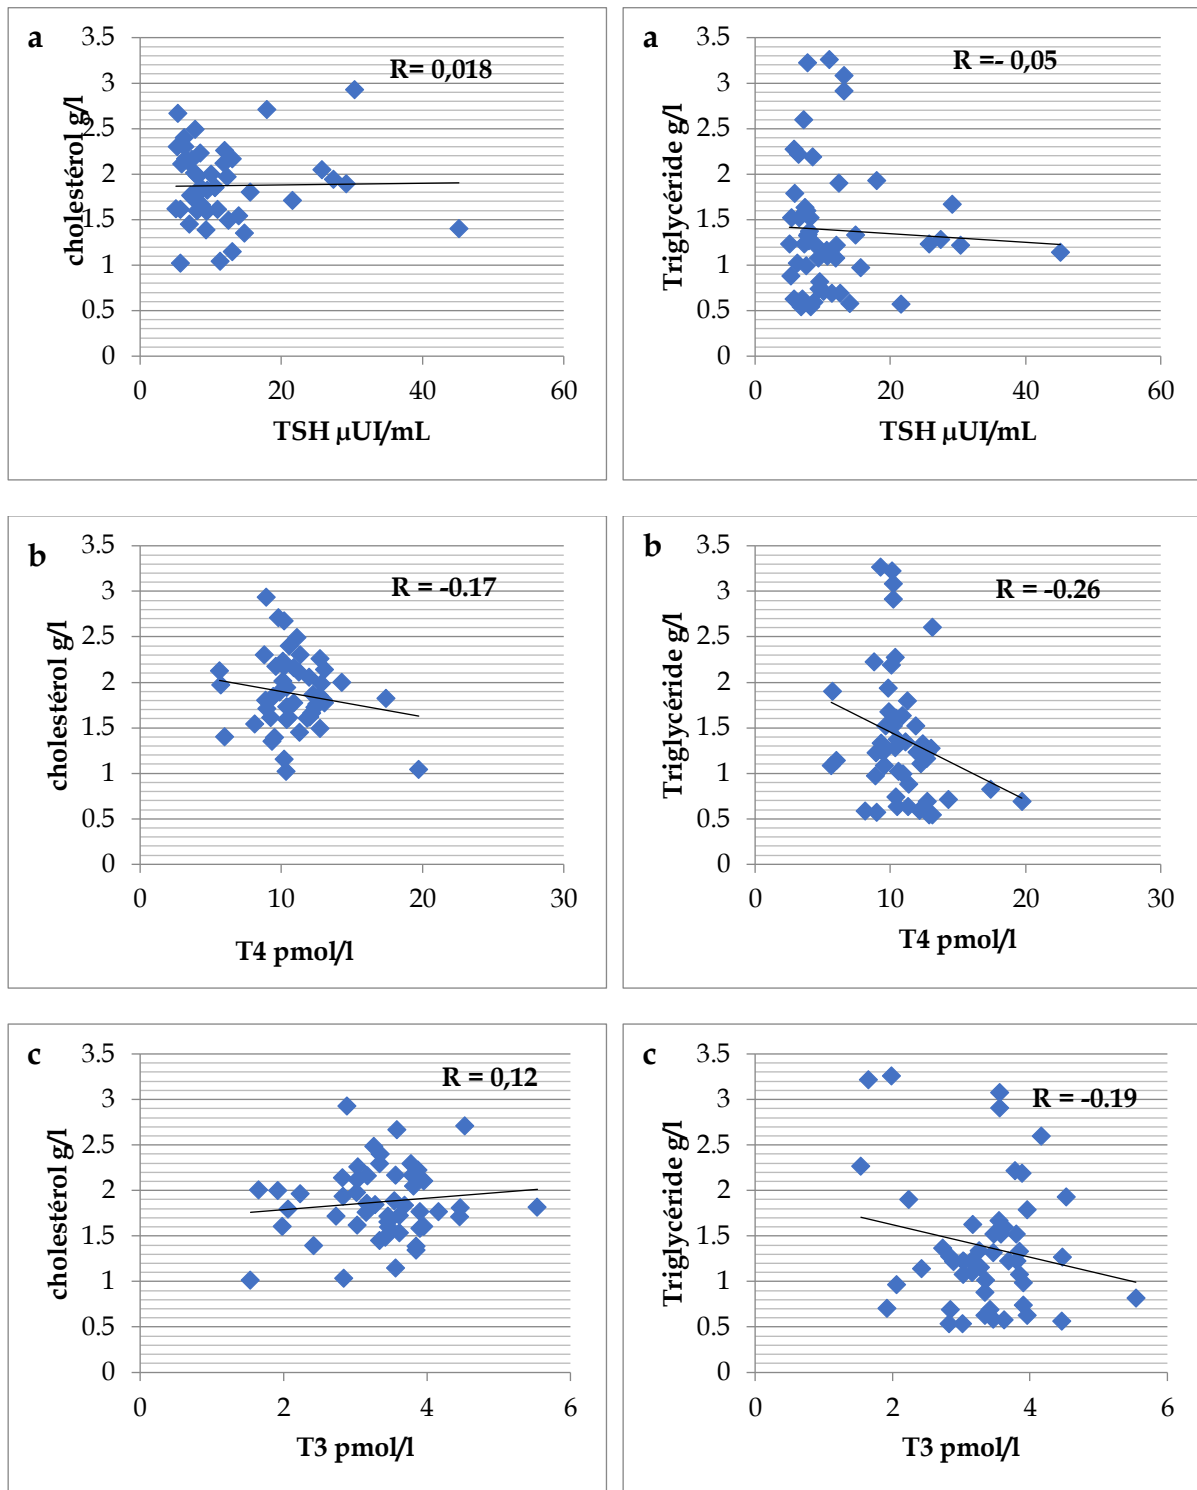 a
R= 0,018
cholestérol g/l
3.5
3
2.5
2
1.5
1
0.5
0
0 20 40 60
TSH µUI/mL
a
R =- 0,05
Triglycéride g/l
3.5
3
2.5
2
1.5
1
0.5
0
0 20 40 60
TSH µUI/mL
b
R = -0.17
cholestérol g/l
3.5
3
2.5
2
1.5
1
0.5
0
0 10 20 30
T4 pmol/l
b
R = -0.26
Triglycéride g/l
3.5
3
2.5
2
1.5
1
0.5
0
0 10 20 30
T4 pmol/l
c
R = 0,12
cholestérol g/l
3.5
3
2.5
2
1.5
1
0.5
0
0 2 4 6
T3 pmol/l
c
R = -0.19
Triglycéride g/l
3.5
3
2.5
2
1.5
1
0.5
0
0 2 4 6
T3 pmol/l